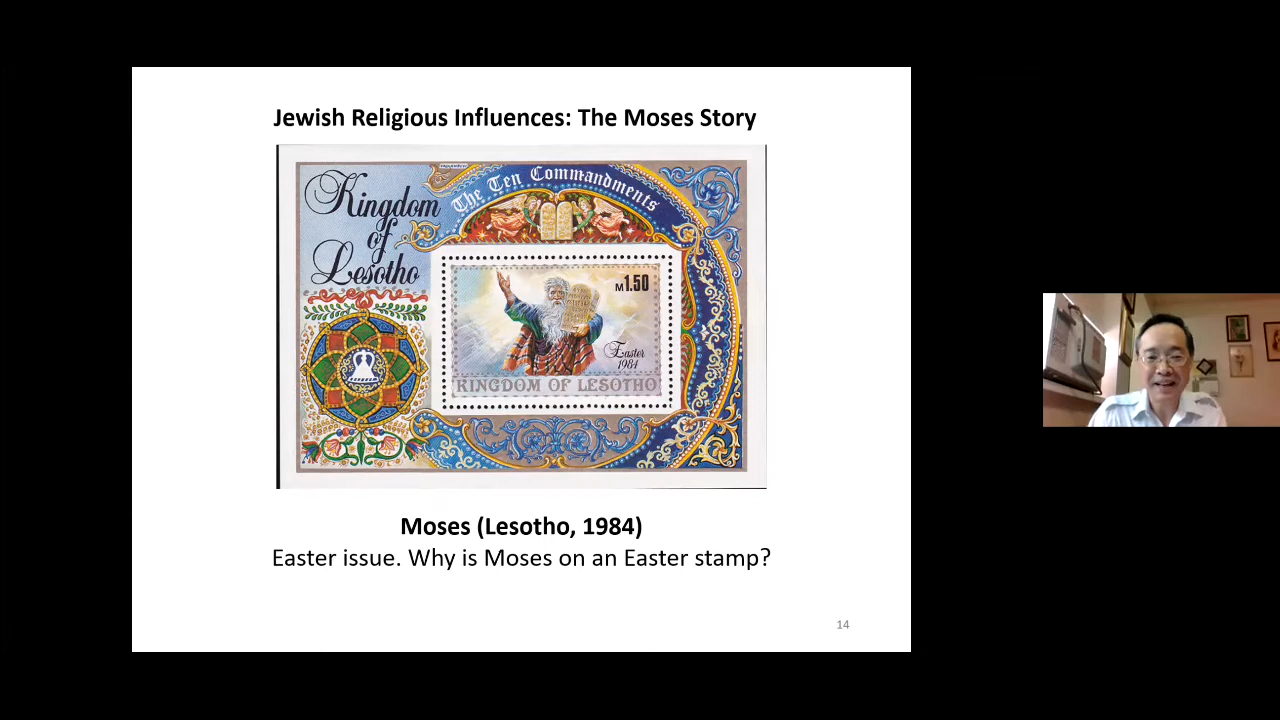 Jewish Religious Influences: The Moses Story
Kingdom
of
Lesotho
The Ten Commandments
M1.50
Easter
1984
KINGDOM OF LESOTHO
Moses (Lesotho, 1984)
Easter issue. Why is Moses on an Easter stamp?
14